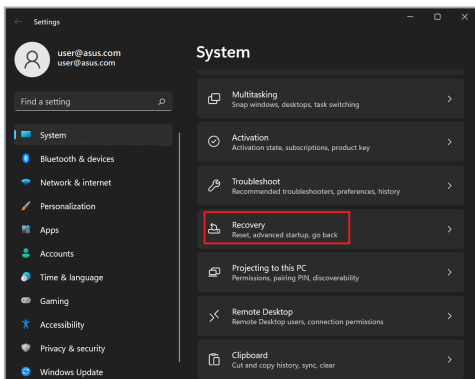 Settings
user@asus.com
user@asus.com
Find a setting
System
Bluetooth & devices
Network & internet
Personalization
Apps
Accounts
Time & language
Gaming
Accessibility
Privacy & security
Windows Update
System
Multitasking
Snap windows, desktops, task switching
Activation
Activation state, subscriptions, product key
Troubleshoot
Recommended troubleshooters, preferences, history
Recovery
Reset, advanced startup, go back
Projecting to this PC
Permissions, pairing PIN, discoverability
Remote Desktop
Remote Desktop users, connection permissions
Clipboard
Cut and copy history, sync, clear